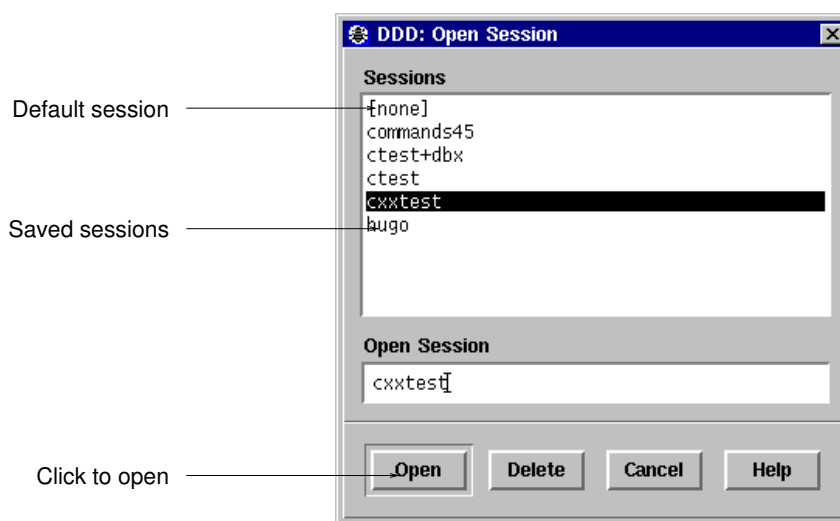 DDD: Open Session
Sessions
Default session
[none]
commands45
ctest+dbx
ctest
cxxtest
Saved sessions
hugo
Open Session
cxxtest
Click to open
Open Delete Cancel Help